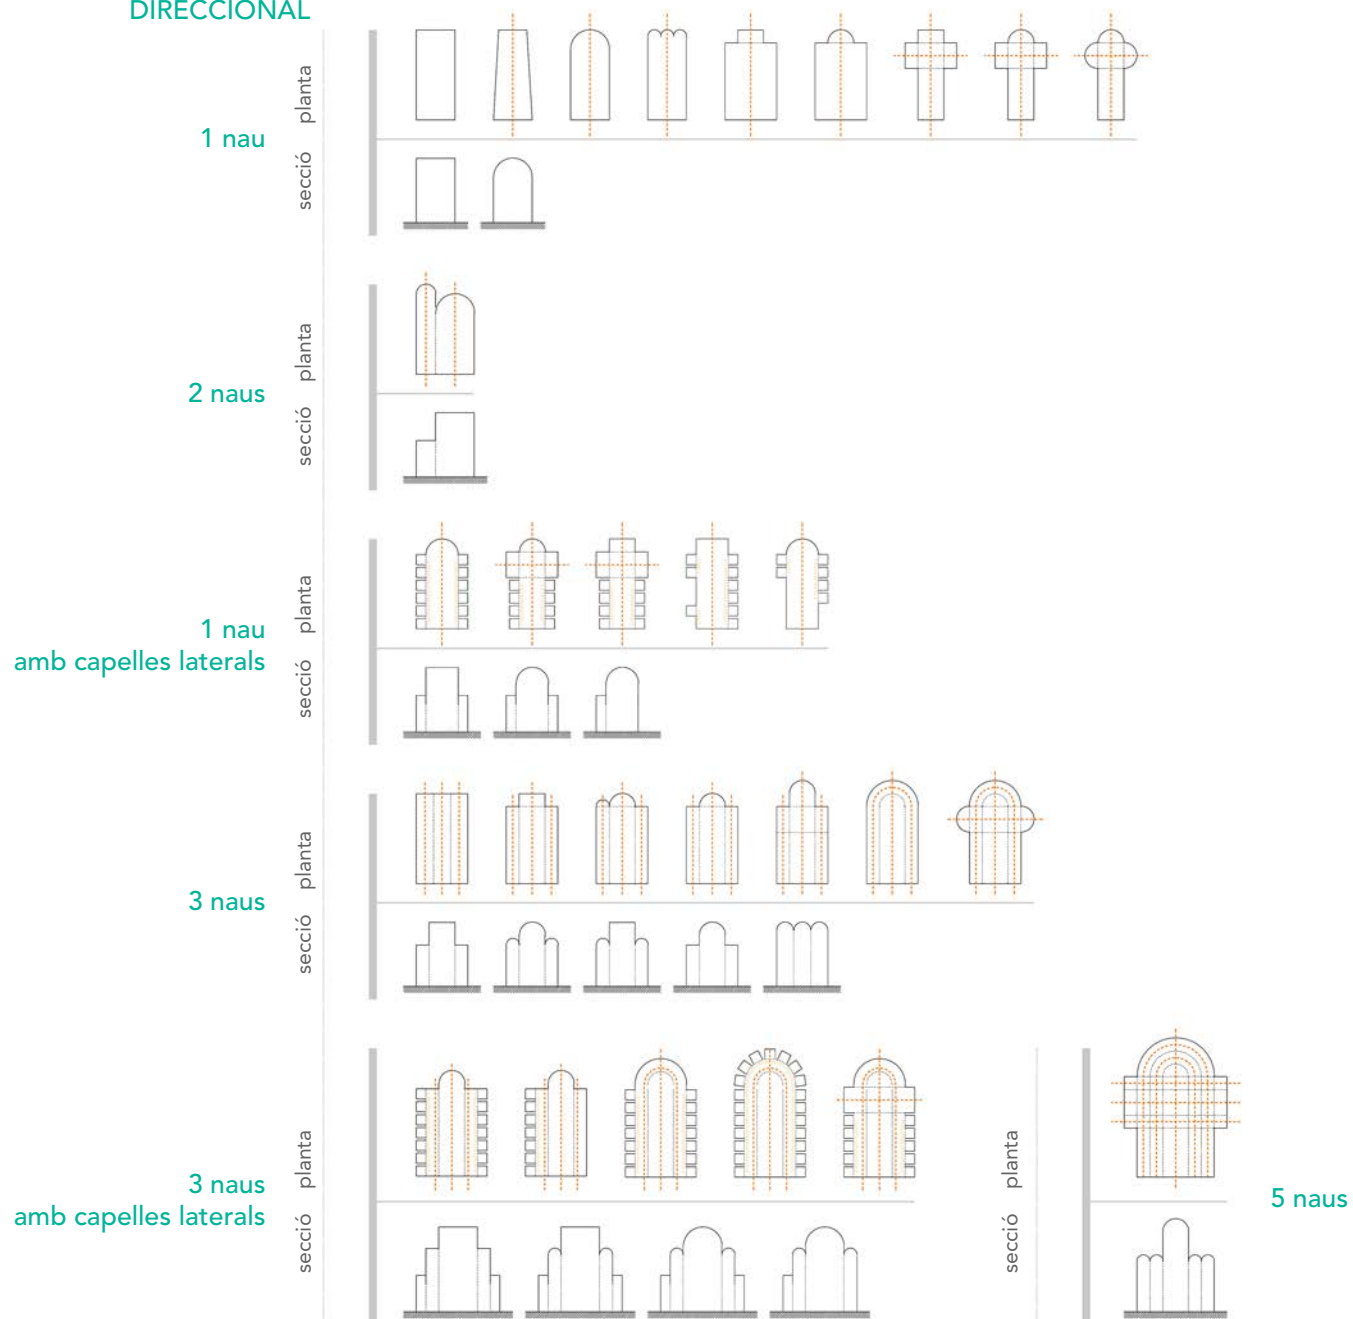 DIRECCIONAL
planta
1 nau
secció
planta
2 naus
secció
planta
1 nau
amb capelles laterals
secció
planta
3 naus
secció
planta
3 naus
amb capelles laterals
secció
planta
5 naus
secció